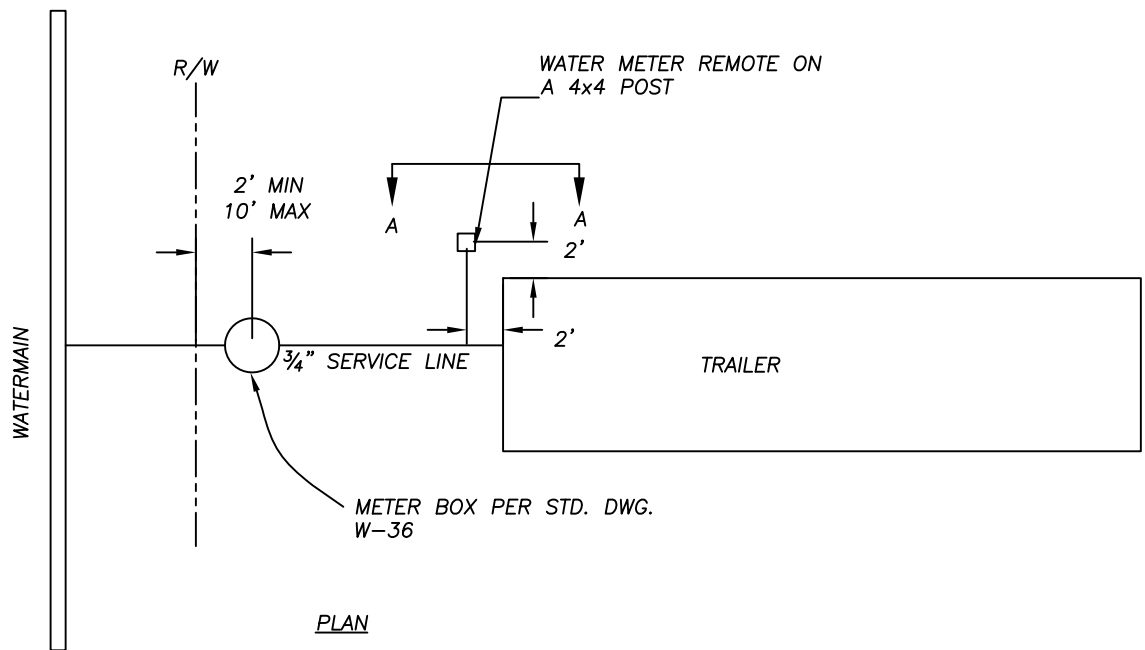 R/W
WATER METER REMOTE ON
A 4x4 POST
2' MIN
10' MAX
A
A
2'
2'
3/4" SERVICE LINE
TRAILER
WATERMAIN
METER BOX PER STD. DWG.
W-36
PLAN